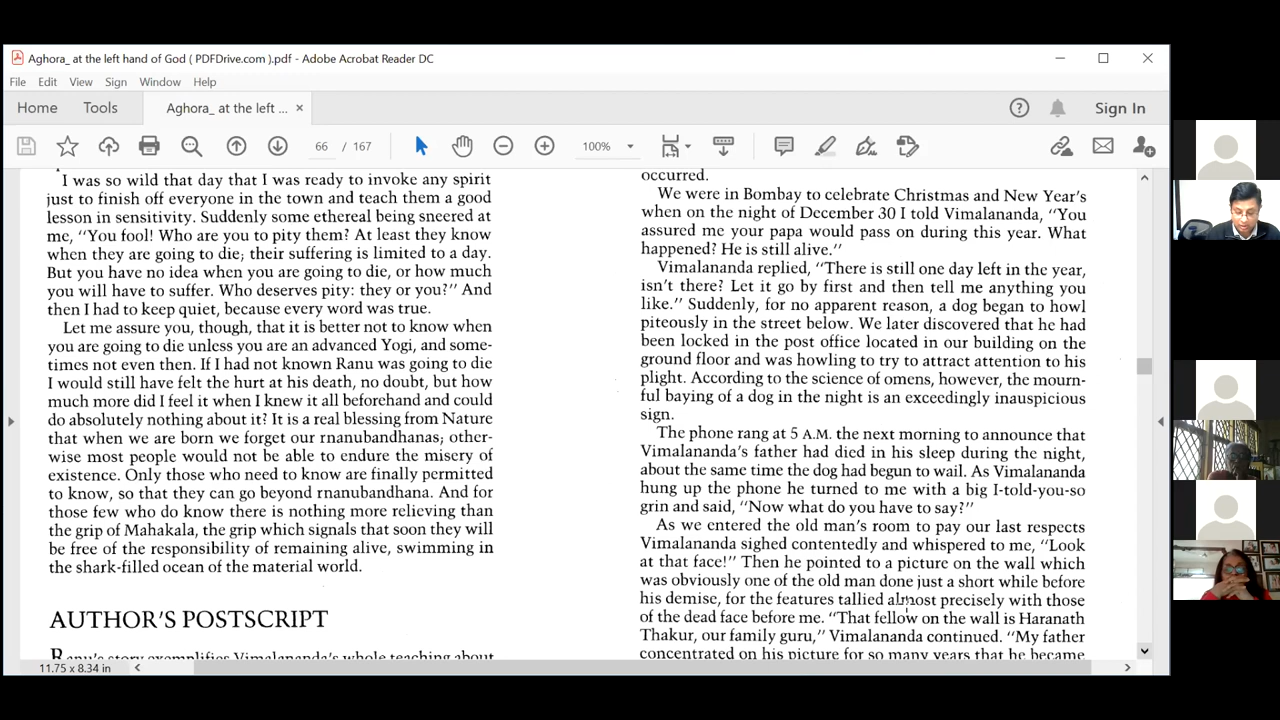 Aghora_ at the left hand of God ( PDFDrive.com ).pdf - Adobe Acrobat Reader DC
File Edit View Sign Window Help
Home Tools Aghora_ at the left ... × Sign In
66 / 167 100%
I was so wild that day that I was ready to invoke any spirit
just to finish off everyone in the town and teach them a good
lesson in sensitivity. Suddenly some ethereal being sneered at
me, “You fool! Who are you to pity them? At least they know
when they are going to die; their suffering is limited to a day.
But you have no idea when you are going to die, or how much
you will have to suffer. Who deserves pity: they or you?” And
then I had to keep quiet, because every word was true.
Let me assure you, though, that it is better not to know when
you are going to die unless you are an advanced Yogi, and some-
times not even then. If I had not known Ranu was going to die
I would still have felt the hurt at his death, no doubt, but how
much more did I feel it when I knew it all beforehand and could
do absolutely nothing about it? It is a real blessing from Nature
that when we are born we forget our rnanubandhanas; other-
wise most people would not be able to endure the misery of
existence. Only those who need to know are finally permitted
to know, so that they can go beyond rnanubandhana. And for
those few who do know there is nothing more relieving than
the grip of Mahakala, the grip which signals that soon they will
be free of the responsibility of remaining alive, swimming in
the shark-filled ocean of the material world.
AUTHOR'S POSTSCRIPT
Ranu's story exemplifies Vimalananda's whole teaching about
occurred.
We were in Bombay to celebrate Christmas and New Year's
when on the night of December 30 I told Vimalananda, “You
assured me your papa would pass on during this year. What
happened? He is still alive.”
Vimalananda replied, “There is still one day left in the year,
isn't there? Let it go by first and then tell me anything you
like.” Suddenly, for no apparent reason, a dog began to howl
piteously in the street below. We later discovered that he had
been locked in the post office located in our building on the
ground floor and was howling to try to attract attention to his
plight. According to the science of omens, however, the mourn-
ful baying of a dog in the night is an exceedingly inauspicious
sign.
The phone rang at 5 A.M. the next morning to announce that
Vimalananda's father had died in his sleep during the night,
about the same time the dog had begun to wail. As Vimalananda
hung up the phone he turned to me with a big I-told-you-so
grin and said, “Now what do you have to say?”
As we entered the old man's room to pay our last respects
Vimalananda sighed contentedly and whispered to me, “Look
at that face!” Then he pointed to a picture on the wall which
was obviously one of the old man done just a short while before
his demise, for the features tallied almost precisely with those
of the dead face before me. “That fellow on the wall is Haranath
Thakur, our family guru,” Vimalananda continued. “My father
concentrated on his picture for so many years that he became
11.75 x 8.34 in